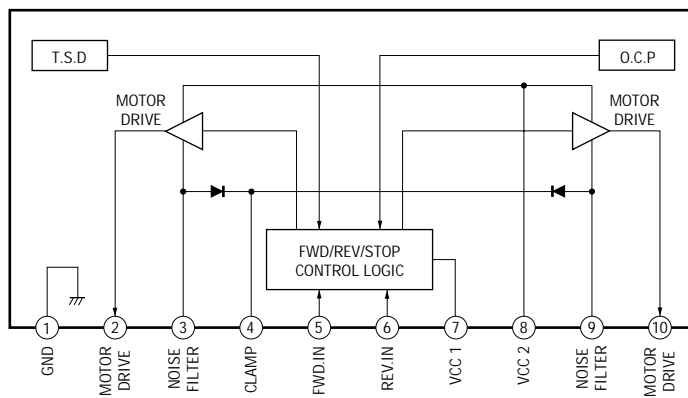 T.S.D
O.C.P
MOTOR
DRIVE
MOTOR
DRIVE
FWD/REV/STOP
CONTROL LOGIC
1
2
3
4
5
6
7
8
9
10
GND
MOTOR
DRIVE
NOISE
FILTER
CLAMP
FWD.IN
REV.IN
VCC 1
VCC 2
NOISE
FILTER
MOTOR
DRIVE